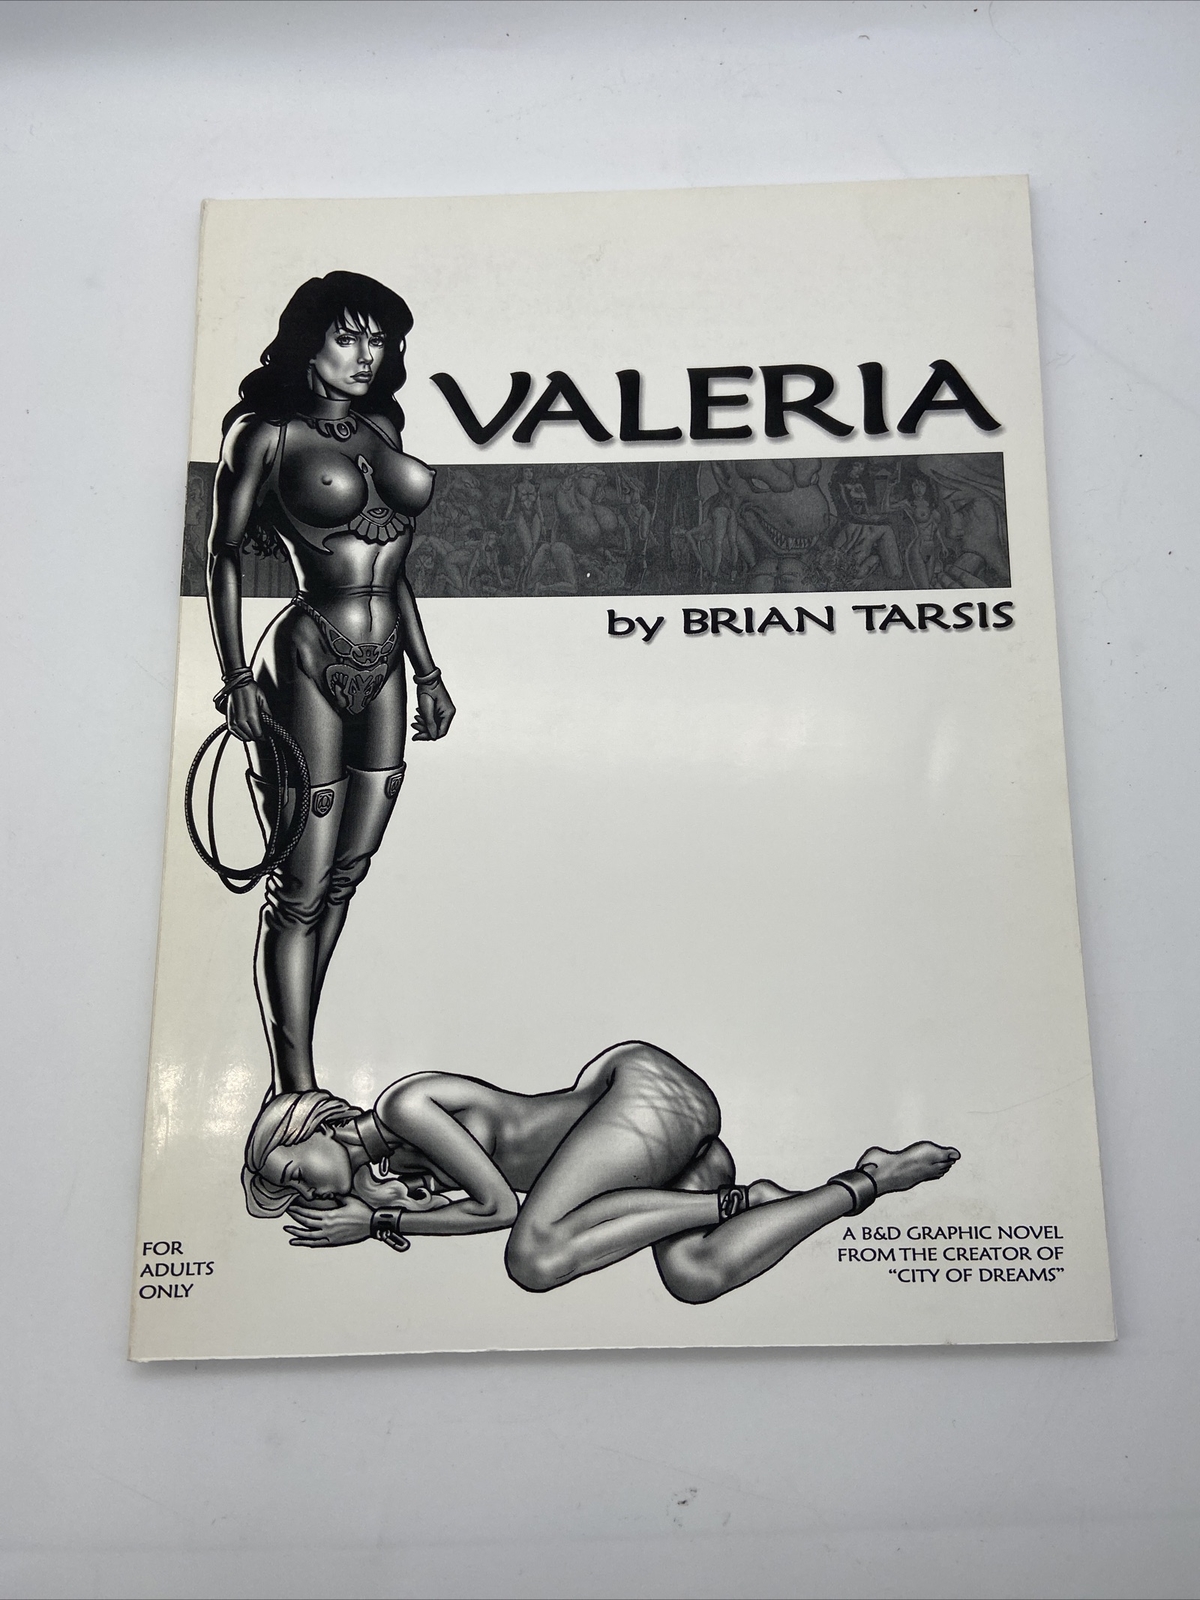 VALERIA
by BRIAN TARSIS
FOR
ADULTS
ONLY
A B&D GRAPHIC NOVEL
FROM THE CREATOR OF
“CITY OF DREAMS”